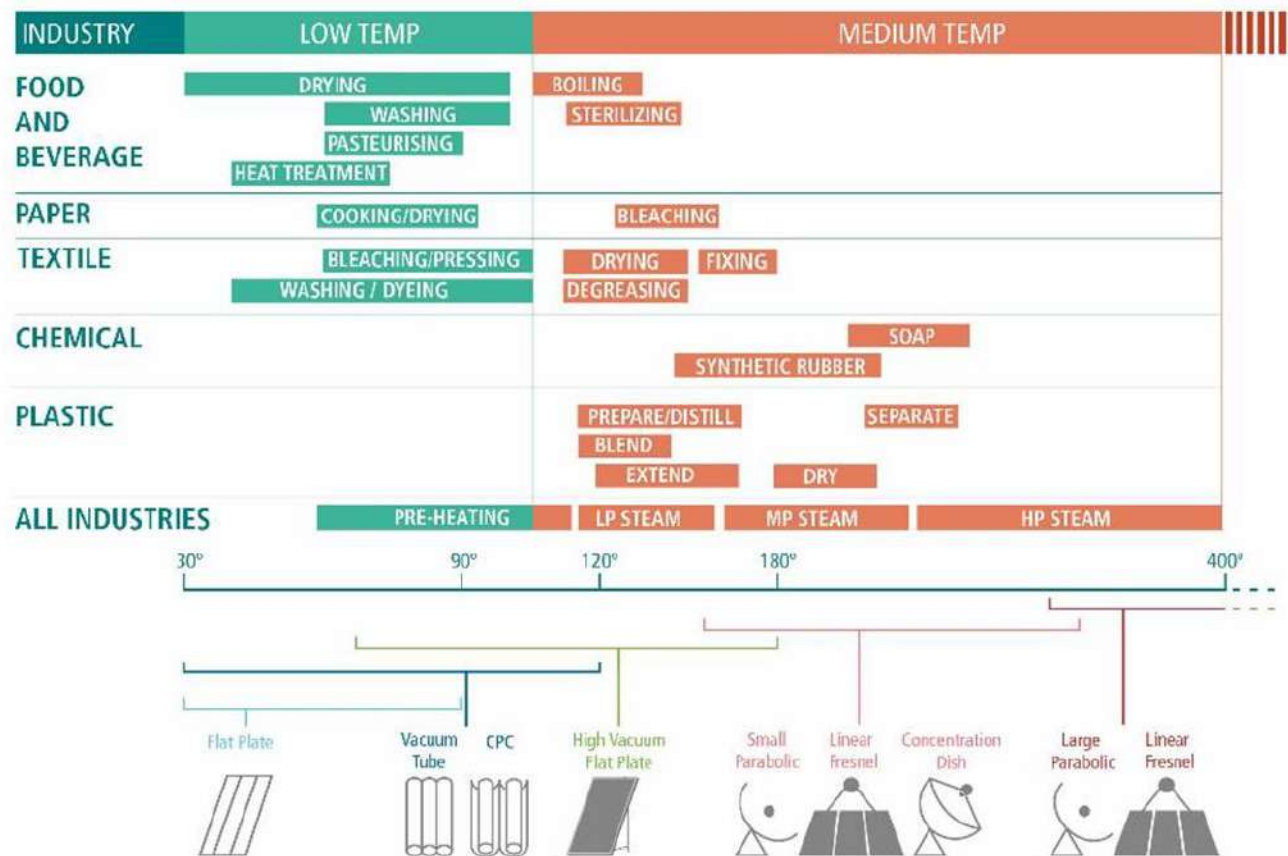 INDUSTRY LOW TEMP MEDIUM TEMP
FOOD
AND
BEVERAGE
DRYING BOILING
WASHING STERILIZING
PASTEURISING
HEAT TREATMENT
PAPER COOKING/DRYING BLEACHING
TEXTILE BLEACHING/PRESSING DRYING FIXING
WASHING / DYEING DEGREASING
CHEMICAL SOAP
SYNTHETIC RUBBER
PLASTIC PREPARE/DISTILL SEPARATE
BLEND
EXTEND DRY
ALL INDUSTRIES PRE-HEATING LP STEAM MP STEAM HP STEAM
30° 90° 120° 180° 400°
Flat Plate
Vacuum
Tube
CPC
High Vacuum
Flat Plate
Small
Parabolic
Linear
Fresnel
Concentration
Dish
Large
Parabolic
Linear
Fresnel